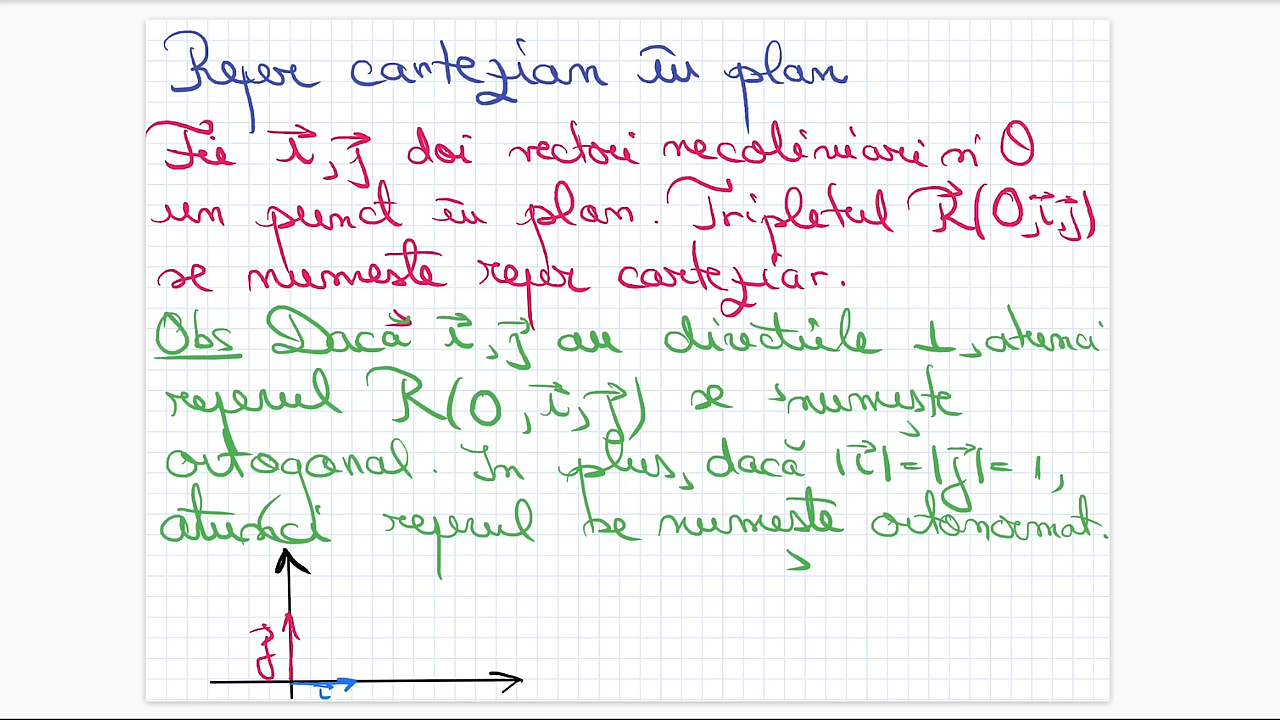 Reper cartezian în plan
Fie i⃗, j⃗ doi vectori necoliniari și O
un punct în plan. Tripletul R(O, i⃗, j⃗)
se numește reper cartezian.
Obs Dacă i⃗, j⃗ au direcțiile ⊥, atunci
reperul R(O, i⃗, j⃗) se numește
ortogonal. În plus, dacă |i⃗| = |j⃗| = 1,
atunci reperul se numește ortonormat.
j⃗
i⃗